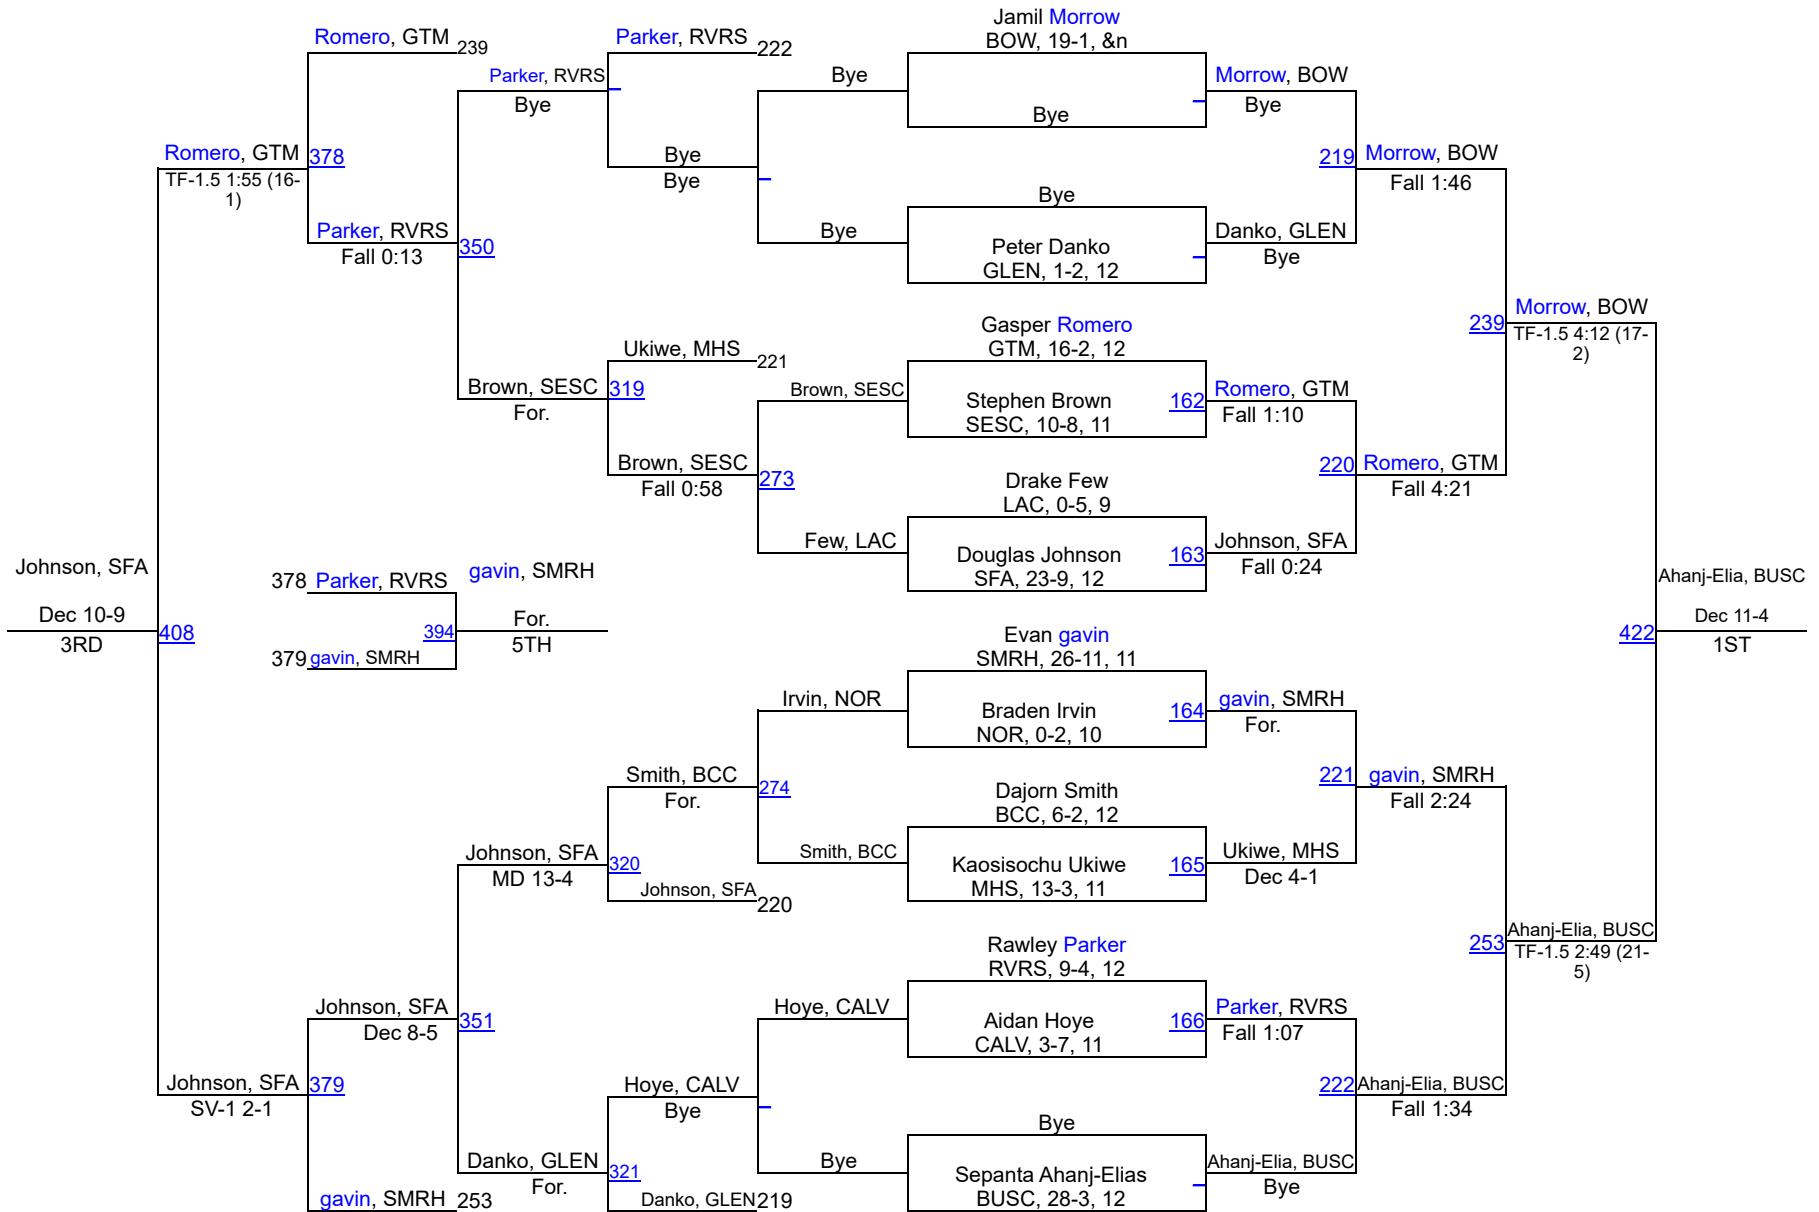 Jamil Morrow
BOW, 19-1, &n
Romero, GTM
239
Parker, RVRS
222
Parker, RVRS
Bye
Bye
Bye
Morrow, BOW
Bye
Romero, GTM
TF-1.5 1:55 (16-
1)
378
Bye
Bye
219
Morrow, BOW
Fall 1:46
Parker, RVRS
Fall 0:13
350
Bye
Bye
Peter Danko
GLEN, 1-2, 12
Danko, GLEN
Bye
Gasper Romero
GTM, 16-2, 12
239
Morrow, BOW
TF-1.5 4:12 (17-
2)
Ukiwe, MHS
221
Brown, SESC
For.
319
Brown, SESC
Stephen Brown
SESC, 10-8, 11
162
Romero, GTM
Fall 1:10
Brown, SESC
Fall 0:58
273
Drake Few
LAC, 0-5, 9
220
Romero, GTM
Fall 4:21
Few, LAC
Douglas Johnson
SFA, 23-9, 12
163
Johnson, SFA
Fall 0:24
Johnson, SFA
Dec 10-9
3RD
408
378
Parker, RVRS
394
379
gavin, SMRH
gavin, SMRH
For.
5TH
Evan gavin
SMRH, 26-11, 11
422
Ahanj-Elia, BUSC
Dec 11-4
1ST
Irvin, NOR
Braden Irvin
NOR, 0-2, 10
164
gavin, SMRH
For.
Smith, BCC
For.
274
Dajorn Smith
BCC, 6-2, 12
221
gavin, SMRH
Fall 2:24
Johnson, SFA
MD 13-4
320
Smith, BCC
Kaosisochu Ukiwe
MHS, 13-3, 11
165
Ukiwe, MHS
Dec 4-1
Johnson, SFA
220
Rawley Parker
RVRS, 9-4, 12
253
Ahanj-Elia, BUSC
TF-1.5 2:49 (21-
5)
Johnson, SFA
Dec 8-5
351
Hoye, CALV
Aidan Hoye
CALV, 3-7, 11
166
Parker, RVRS
Fall 1:07
Johnson, SFA
SV-1 2-1
379
Hoye, CALV
Bye
222
Ahanj-Elia, BUSC
Fall 1:34
Bye
Danko, GLEN
For.
321
Bye
Sepanta Ahanj-Elias
BUSC, 28-3, 12
Ahanj-Elia, BUSC
Bye
gavin, SMRH
253
Danko, GLEN
219